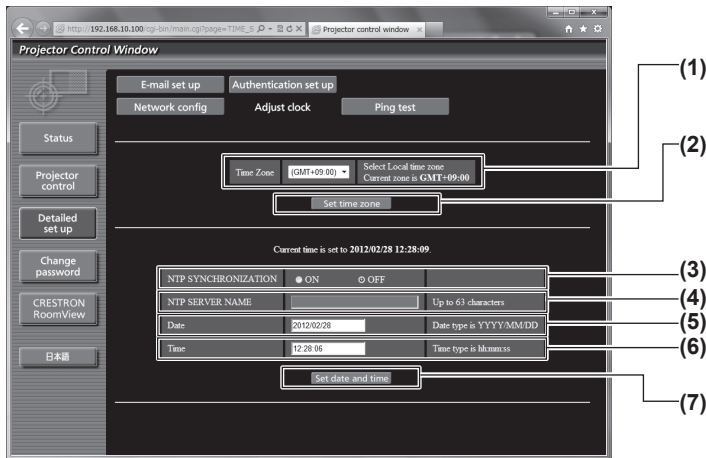 http://192.168.10.100/cgi-bin/main.cgi?page=TIME_S
Projector control window
Projector Control Window
E-mail set up
Authentication set up
Network config
Adjust clock
Ping test
Status
Projector
control
Detailed
set up
Change
password
CRESTRON
RoomView
日本語
Time Zone
(GMT+09:00)
Select Local time zone
Current zone is GMT+09:00
Set time zone
Current time is set to 2012/02/28 12:28:09.
NTP SYNCHRONIZATION
ON
OFF
NTP SERVER NAME
Up to 63 characters
Date
2012/02/28
Date type is YYYY/MM/DD
Time
12:28:06
Time type is hh:mm:ss
Set date and time
(1)
(2)
(3)
(4)
(5)
(6)
(7)